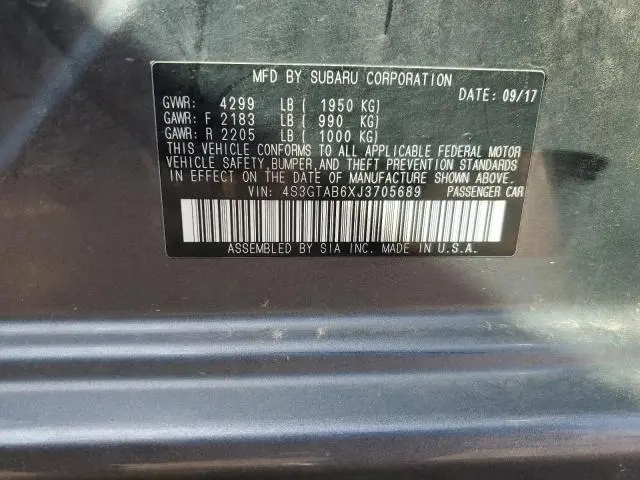 MFD BY SUBARU CORPORATION
DATE: 09/17
GVWR: 4299 LB ( 1950 KG)
GAWR: F 2183 LB ( 990 KG)
GAWR: R 2205 LB ( 1000 KG)
THIS VEHICLE CONFORMS TO ALL APPLICABLE FEDERAL MOTOR
VEHICLE SAFETY, BUMPER, AND THEFT PREVENTION STANDARDS
IN EFFECT ON THE DATE OF MANUFACTURE SHOWN ABOVE.
VIN: 4S3GTAB6XJ3705689 PASSENGER CAR
ASSEMBLED BY SIA INC. MADE IN U.S.A.